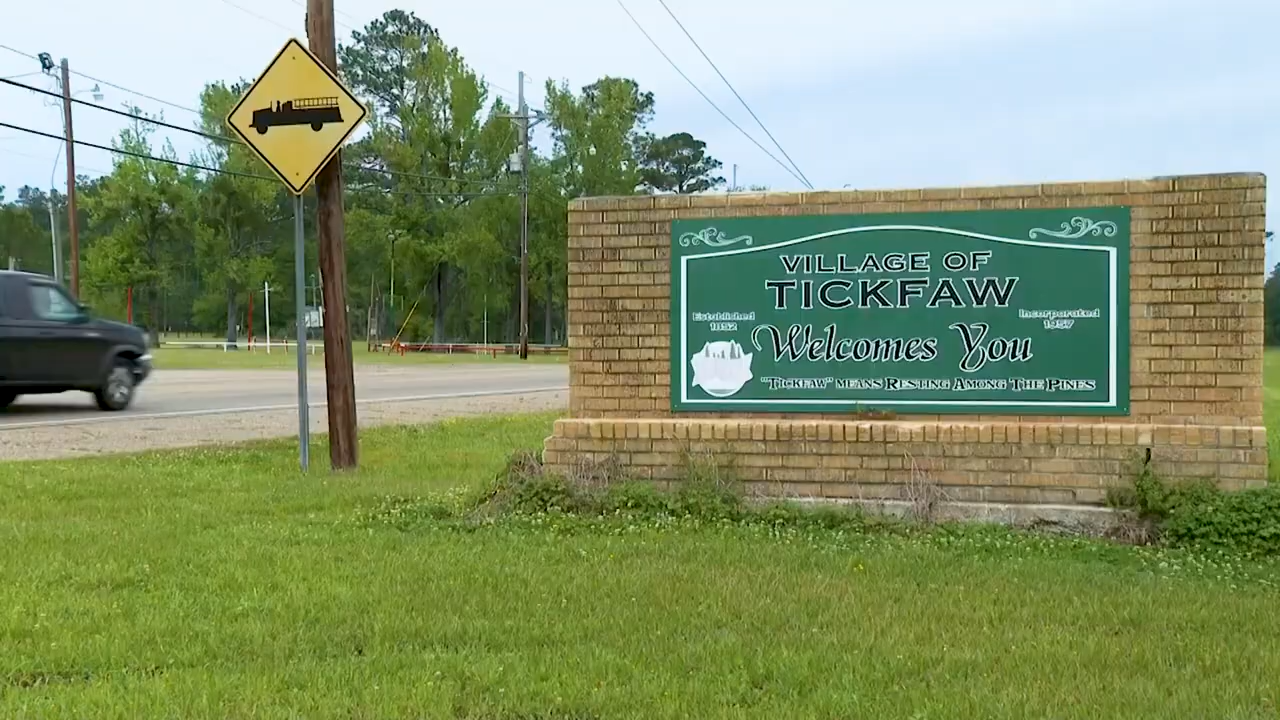 VILLAGE OF
TICKFAW
Established
1852
Incorporated
1957
Welcomes You
"TICKFAW" MEANS RESTING AMONG THE PINES